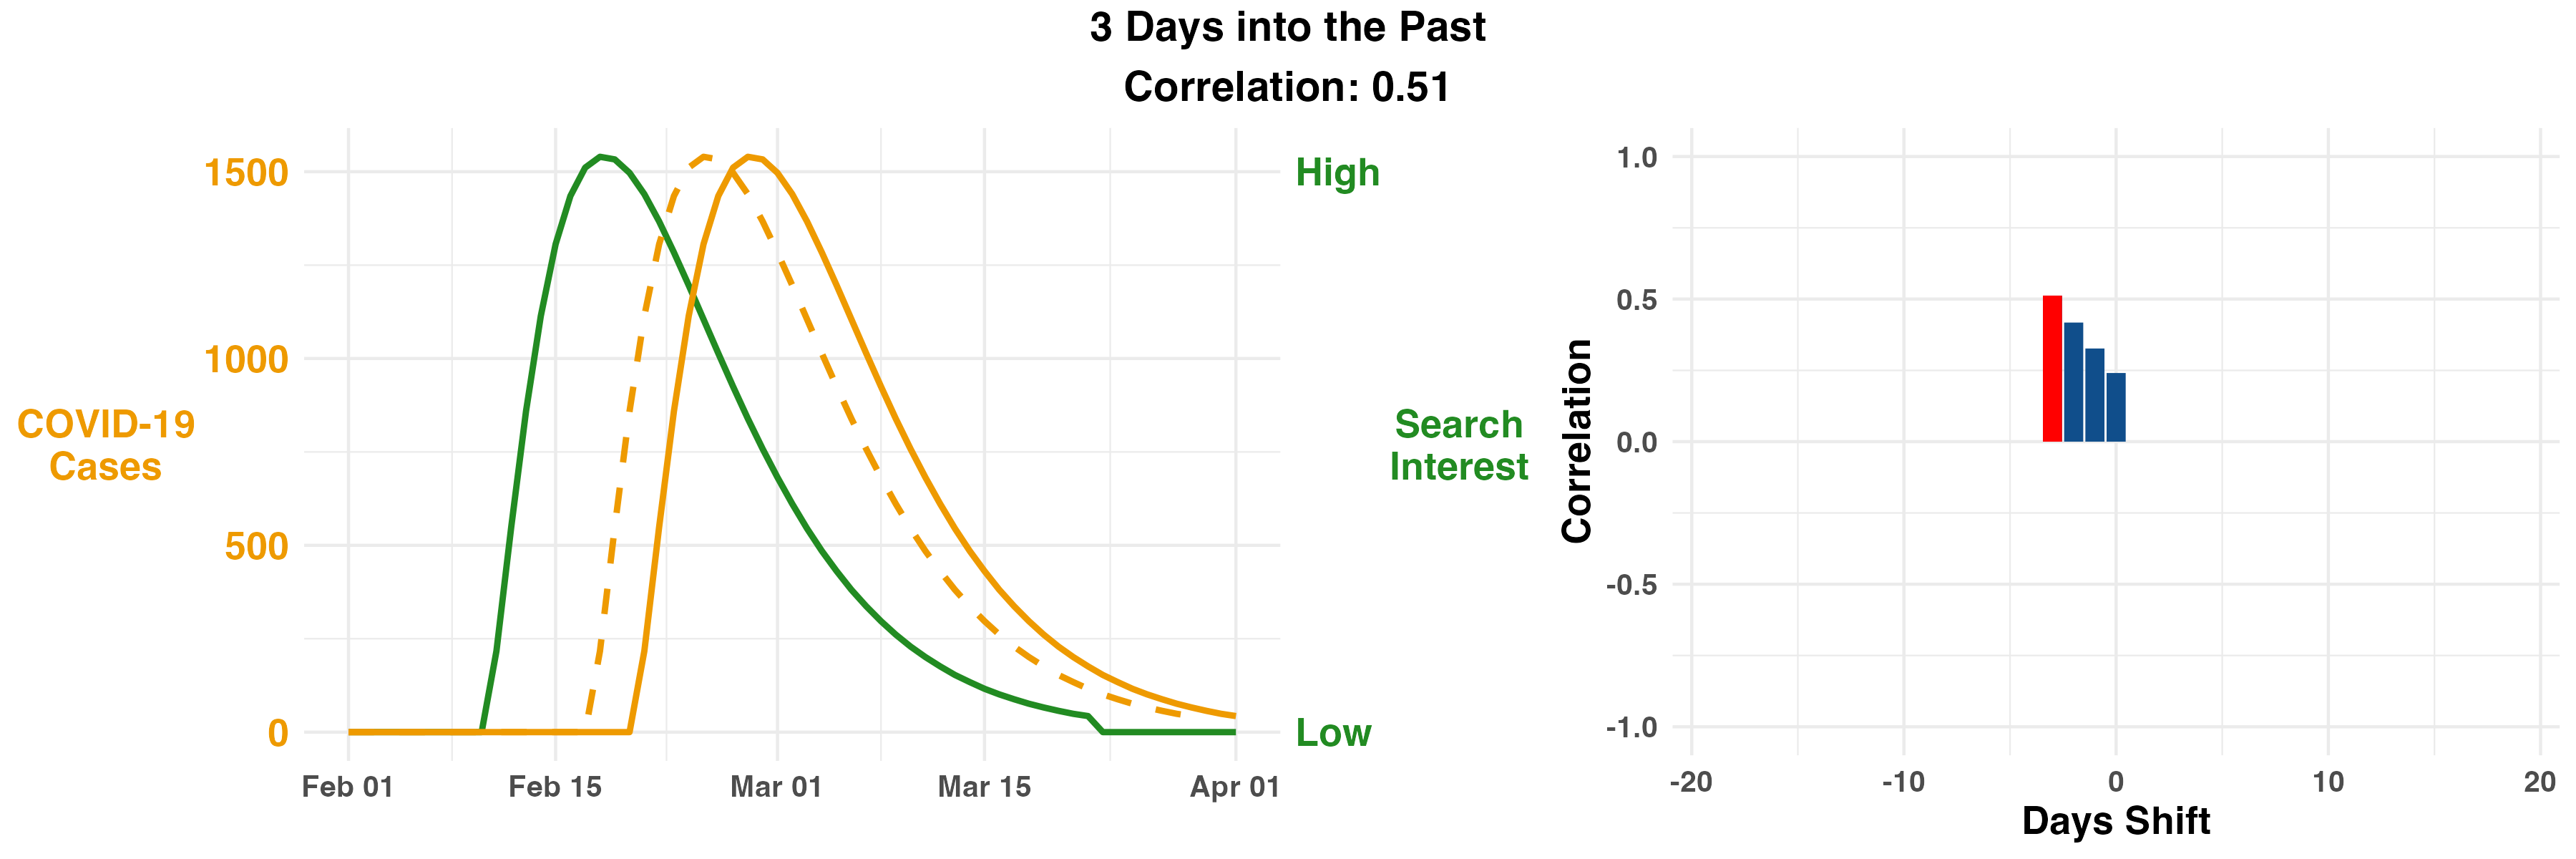 3 Days into the Past
Correlation: 0.51
1500
1000
500
0
COVID-19
Cases
Feb 01
Feb 15
Mar 01
Mar 15
Apr 01
High
Low
Search
Interest
Correlation
1.0
0.5
0.0
-0.5
-1.0
-20
-10
0
10
20
Days Shift